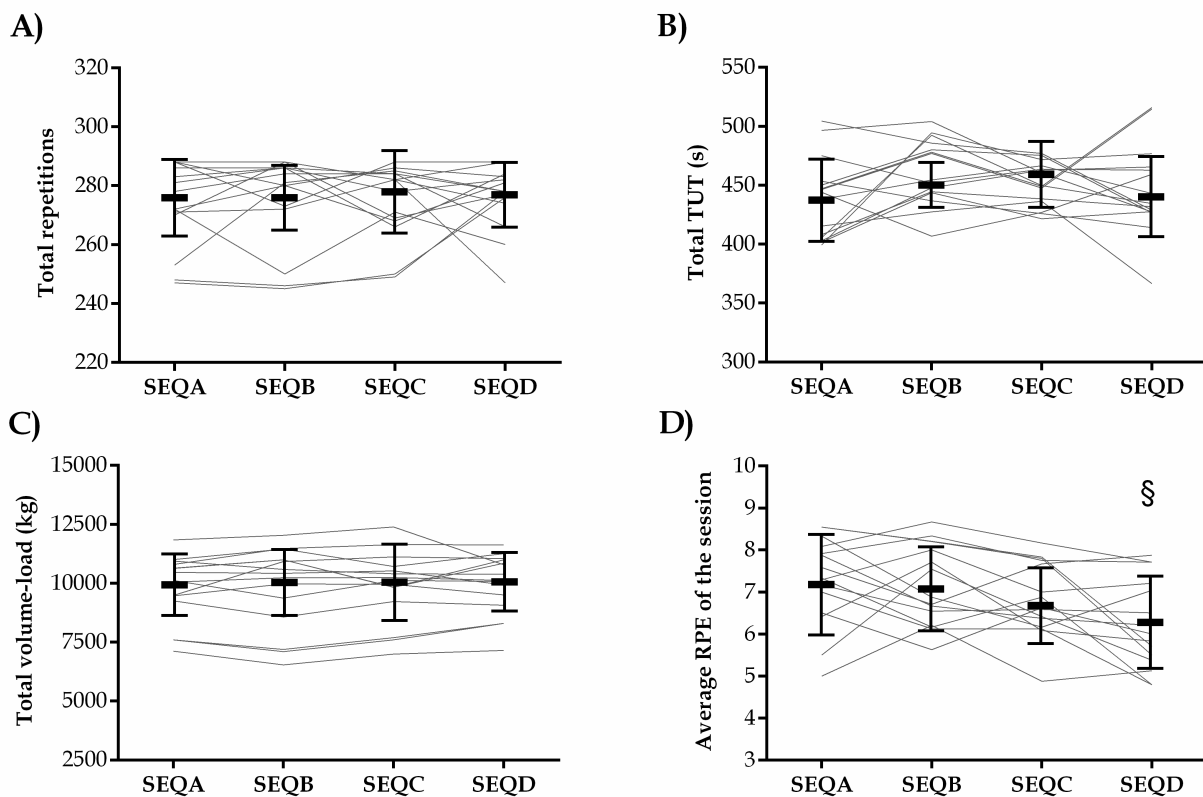 A)
Total repetitions
320
300
280
260
240
220
SEQA SEQB SEQC SEQD
B)
Total TUT (s)
550
500
450
400
350
300
SEQA SEQB SEQC SEQD
C)
Total volume-load (kg)
15000
12500
10000
7500
5000
2500
SEQA SEQB SEQC SEQD
D)
Average RPE of the session
10
9
8
7
6
5
4
3
§
SEQA SEQB SEQC SEQD